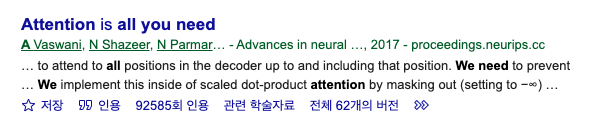 Attention is all you need
A Vaswani, N Shazeer, N Parmar… - Advances in neural …, 2017 - proceedings.neurips.cc
… to attend to all positions in the decoder up to and including that position. We need to prevent
… We implement this inside of scaled dot-product attention by masking out (setting to −∞) …
저장 인용 92585회 인용 관련 학술자료 전체 62개의 버전